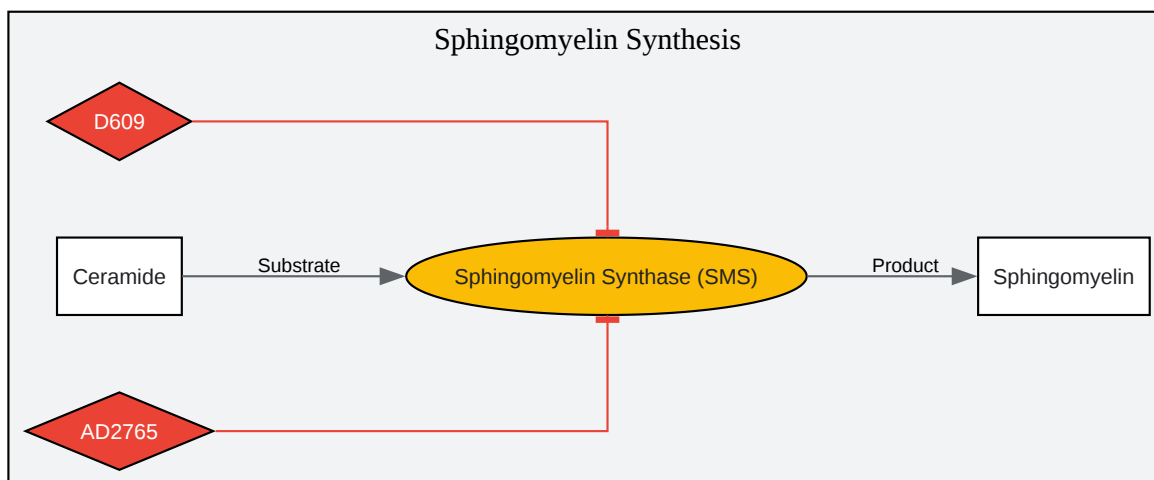 Sphingomyelin Synthesis
D609
Ceramide
Substrate
Sphingomyelin Synthase (SMS)
Product
Sphingomyelin
AD2765